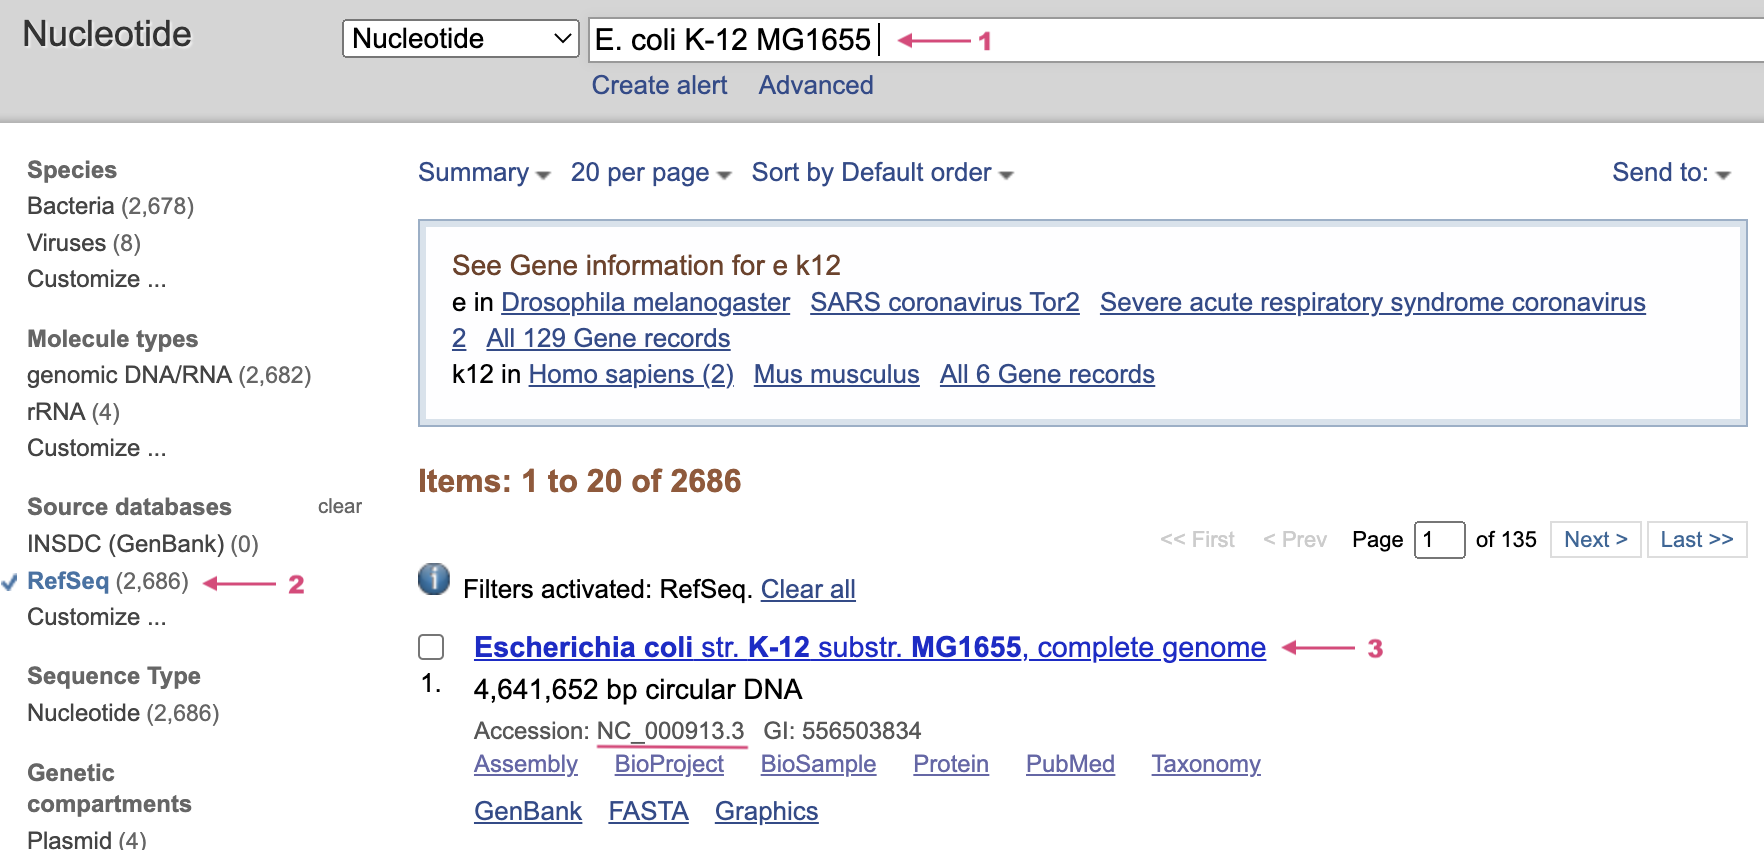 Nucleotide
Nucleotide
E. coli K-12 MG1655
1
Create alert Advanced
Species
Bacteria (2,678)
Viruses (8)
Customize ...
Molecule types
genomic DNA/RNA (2,682)
rRNA (4)
Customize ...
Source databases clear
INSDC (GenBank) (0)
RefSeq (2,686)
2
Customize ...
Sequence Type
Nucleotide (2,686)
Genetic
compartments
Plasmid (4)
Summary 20 per page Sort by Default order Send to:
See Gene information for e k12
e in Drosophila melanogaster SARS coronavirus Tor2 Severe acute respiratory syndrome coronavirus
2 All 129 Gene records
k12 in Homo sapiens (2) Mus musculus All 6 Gene records
Items: 1 to 20 of 2686
<< First < Prev Page 1 of 135 Next > Last >>
Filters activated: RefSeq. Clear all
Escherichia coli str. K-12 substr. MG1655, complete genome
3
1. 4,641,652 bp circular DNA
Accession: NC_000913.3 GI: 556503834
Assembly BioProject BioSample Protein PubMed Taxonomy
GenBank FASTA Graphics